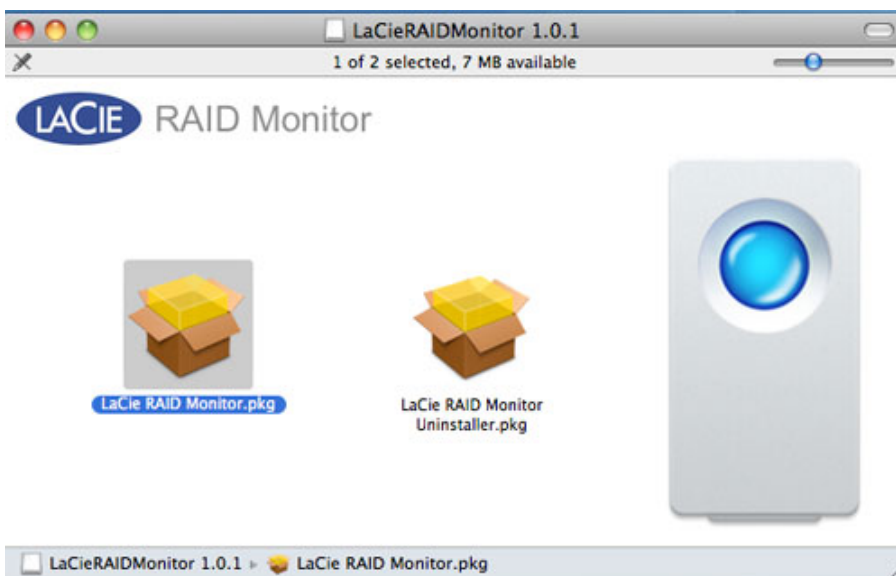 LaCieRAIDMonitor 1.0.1
1 of 2 selected, 7 MB available
LACIE RAID Monitor
LaCie RAID Monitor.pkg
LaCie RAID Monitor
Uninstaller.pkg
LaCieRAIDMonitor 1.0.1 ▸ LaCie RAID Monitor.pkg